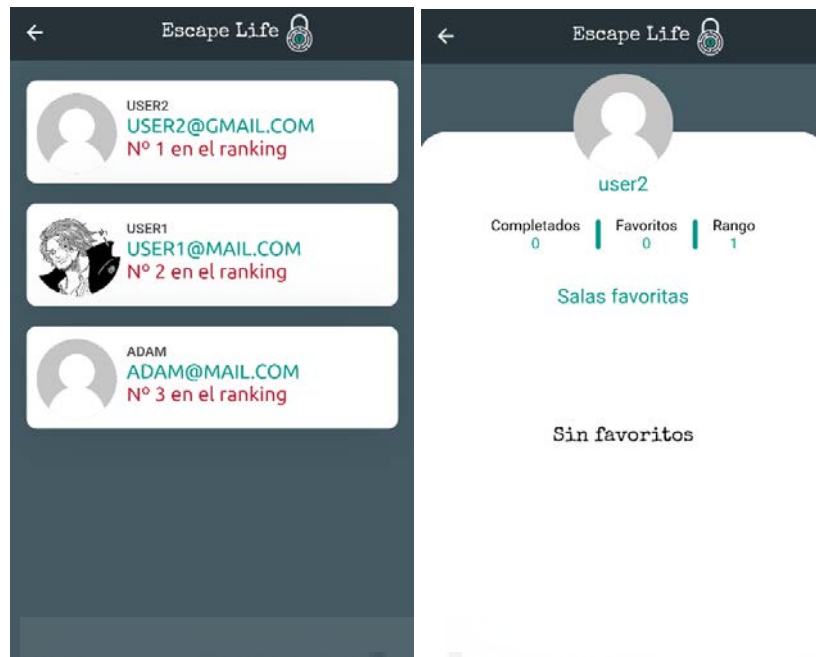 Escape Life
USER2
USER2@GMAIL.COM
Nº 1 en el ranking
USER1
USER1@MAIL.COM
Nº 2 en el ranking
ADAM
ADAM@MAIL.COM
Nº 3 en el ranking
Escape Life
user2
Completados Favoritos Rango
0 0 1
Salas favoritas
Sin favoritos